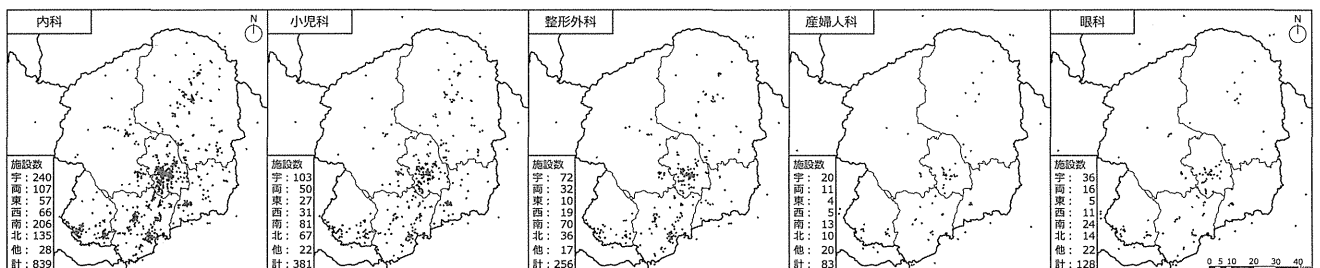 内科
N
施設数
宇：240
両：107
東：57
西：66
南：206
北：135
他：28
計：839
小児科
施設数
宇：103
両：50
東：27
西：31
南：81
北：67
他：22
計：381
整形外科
施設数
宇：72
両：32
東：10
西：19
南：70
北：36
他：17
計：256
産婦人科
施設数
宇：20
両：11
東：4
西：5
南：13
北：10
他：20
計：83
眼科
N
施設数
宇：36
両：16
東：5
西：11
南：24
北：14
他：22
計：128
0 5 10 20 30 40